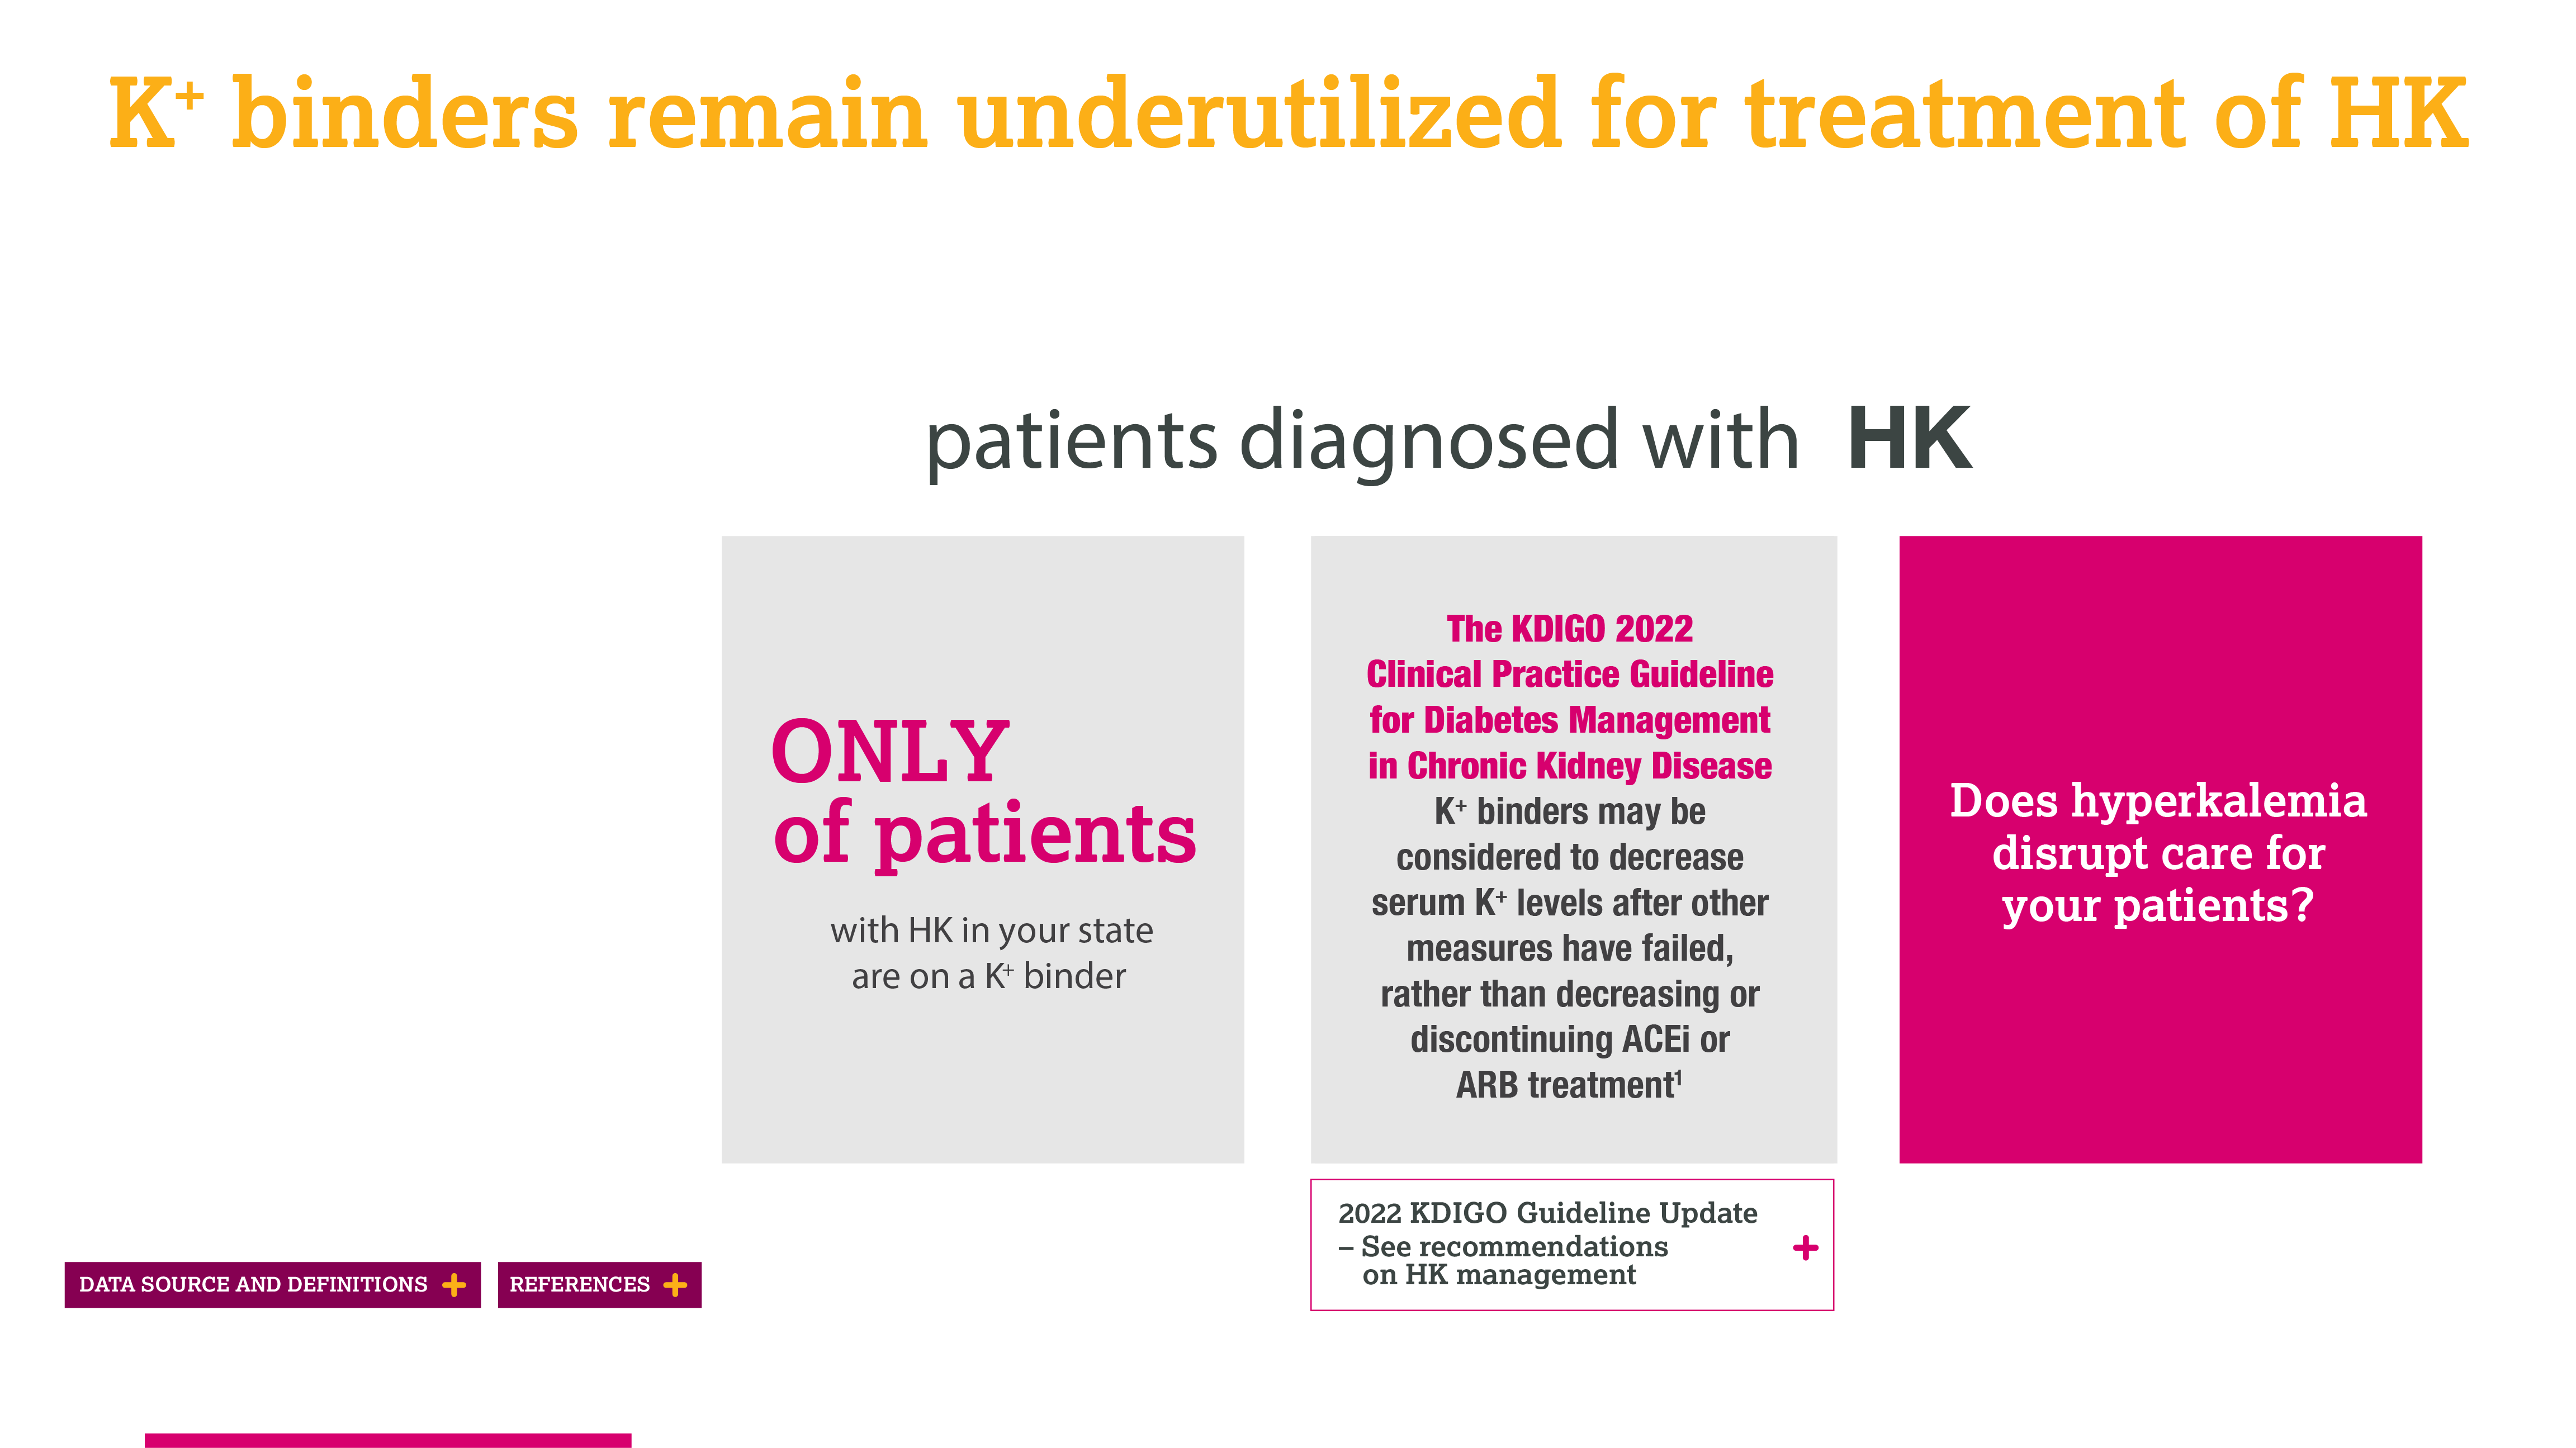 K⁺ binders remain underutilized for treatment of HK
patients diagnosed with HK
ONLY
of patients
with HK in your state
are on a K⁺ binder
The KDIGO 2022
Clinical Practice Guideline
for Diabetes Management
in Chronic Kidney Disease
K⁺ binders may be
considered to decrease
serum K⁺ levels after other
measures have failed,
rather than decreasing or
discontinuing ACEi or
ARB treatment¹
Does hyperkalemia
disrupt care for
your patients?
2022 KDIGO Guideline Update
– See recommendations
on HK management
+
DATA SOURCE AND DEFINITIONS +
REFERENCES +